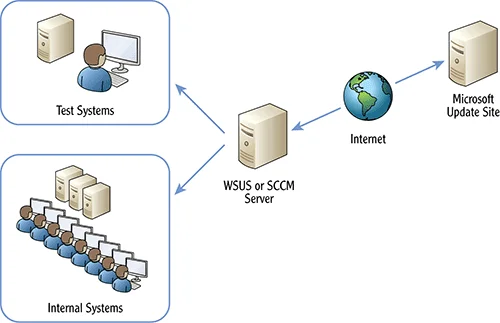 Test Systems
Internal Systems
WSUS or SCCM
Server
Internet
Microsoft
Update Site